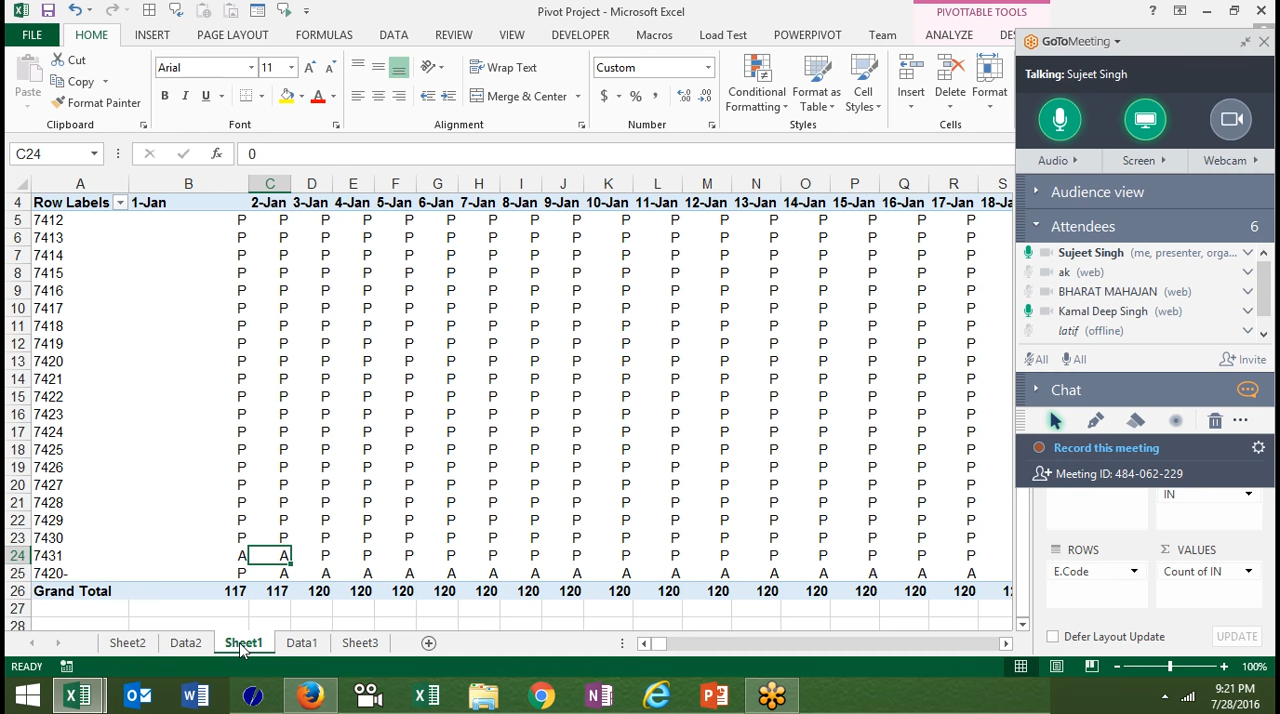 Pivot Project - Microsoft Excel
PIVOTTABLE TOOLS
?
FILE HOME INSERT PAGE LAYOUT FORMULAS DATA REVIEW VIEW DEVELOPER Macros Load Test POWERPIVOT Team ANALYZE
Paste
Cut
Copy
Format Painter
Clipboard
Arial 11
B I U
Font
Wrap Text
Merge & Center
Alignment
Custom
$ % ,
Number
Conditional Formatting
Format as Table
Cell Styles
Styles
Insert Delete Format
Cells
C24 fx 0
A B C D E F G H I J K L M N O P Q R S
4 Row Labels 1-Jan 2-Jan 3-Jan 4-Jan 5-Jan 6-Jan 7-Jan 8-Jan 9-Jan 10-Jan 11-Jan 12-Jan 13-Jan 14-Jan 15-Jan 16-Jan 17-Jan 18-
5 7412 P P P P P P P P P P P P P P P P P
6 7413 P P P P P P P P P P P P P P P P P
7 7414 P P P P P P P P P P P P P P P P P
8 7415 P P P P P P P P P P P P P P P P P
9 7416 P P P P P P P P P P P P P P P P P
10 7417 P P P P P P P P P P P P P P P P P
11 7418 P P P P P P P P P P P P P P P P P
12 7419 P P P P P P P P P P P P P P P P P
13 7420 P P P P P P P P P P P P P P P P P
14 7421 P P P P P P P P P P P P P P P P P
15 7422 P P P P P P P P P P P P P P P P P
16 7423 P P P P P P P P P P P P P P P P P
17 7424 P P P P P P P P P P P P P P P P P
18 7425 P P P P P P P P P P P P P P P P P
19 7426 P P P P P P P P P P P P P P P P P
20 7427 P P P P P P P P P P P P P P P P P
21 7428 P P P P P P P P P P P P P P P P P
22 7429 P P P P P P P P P P P P P P P P P
23 7430 P P P P P P P P P P P P P P P P P
24 7431 A A P P P P P P P P P P P P P P P
25 7420- P A A A A A A A A A A A A A A A A
26 Grand Total 117 117 120 120 120 120 120 120 120 120 120 120 120 120 120 120 120 12
27
28
Sheet2 Data2 Sheet1 Data1 Sheet3
READY
100%
GoToMeeting
Talking: Sujeet Singh
Audio Screen Webcam
Audience view
Attendees 6
Sujeet Singh (me, presenter, orga...
ak (web)
BHARAT MAHAJAN (web)
Kamal Deep Singh (web)
latif (offline)
All All Invite
Chat
Record this meeting
Meeting ID: 484-062-229
IN
ROWS Σ VALUES
E.Code Count of IN
Defer Layout Update UPDATE
9:21 PM
7/28/2016